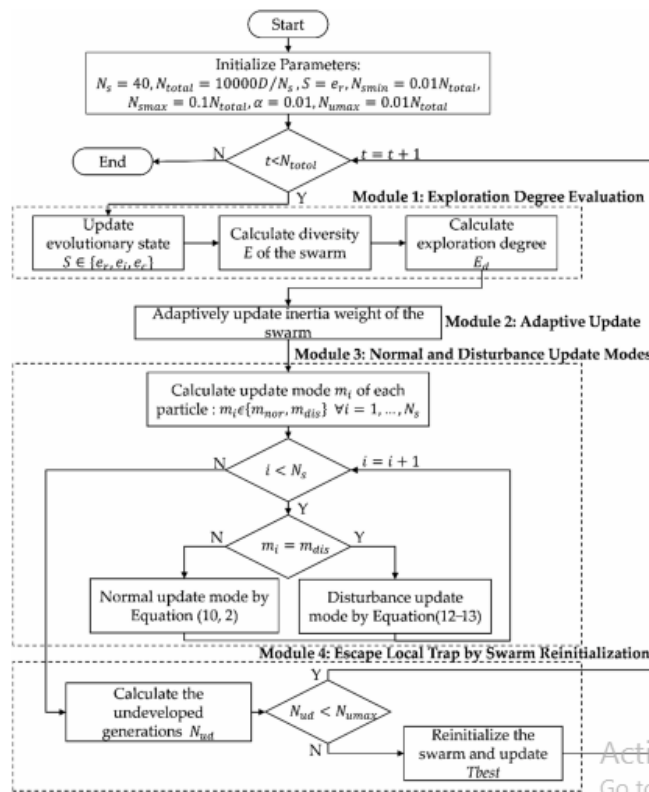 Start
Initialize Parameters:
N_s = 40, N_total = 10000D/N_s, S = e_r, N_smin = 0.01N_total,
N_smax = 0.1N_total, α = 0.01, N_umax = 0.01N_total
N
End
t<N_totol
t = t + 1
Y
Module 1: Exploration Degree Evaluation
Update
evolutionary state
S ∈ {e_r, e_i, e_c}
Calculate diversity
E of the swarm
Calculate
exploration degree
E_d
Adaptively update inertia weight of the
swarm
Module 2: Adaptive Update
Module 3: Normal and Disturbance Update Modes
Calculate update mode m_i of each
particle : m_i ϵ{m_nor, m_dis} ∀i = 1, ..., N_s
N
i < N_s
i = i + 1
Y
N
m_i = m_dis
Y
Normal update mode by
Equation (10, 2)
Disturbance update
mode by Equation(12–13)
Module 4: Escape Local Trap by Swarm Reinitialization
Y
Calculate the
undeveloped
generations N_ud
N_ud < N_umax
N
Reinitialize the
swarm and update
Tbest
Acti
Go to